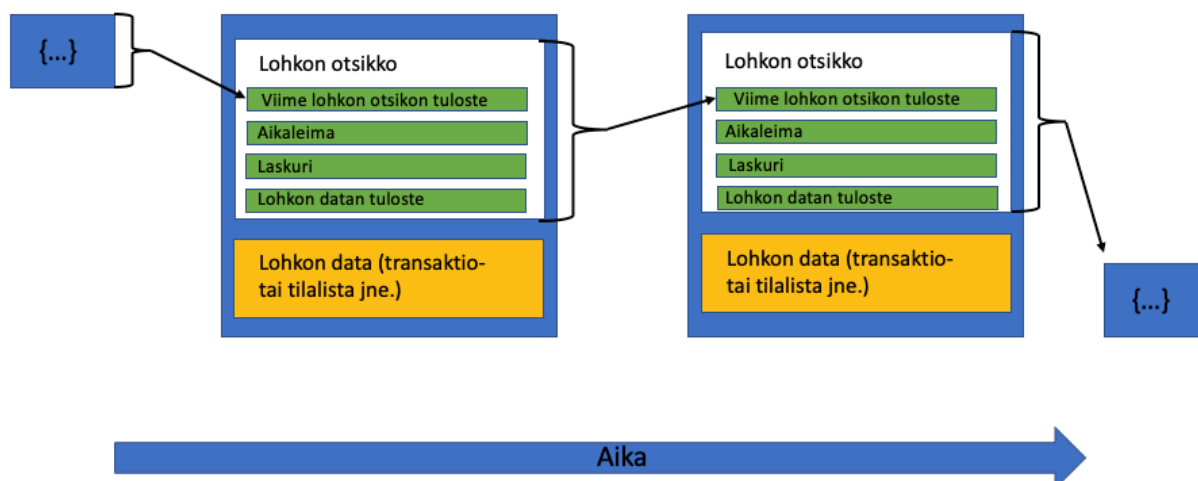 {...}
Lohkon otsikko
Viime lohkon otsikon tuloste
Aikaleima
Laskuri
Lohkon datan tuloste
Lohkon data (transaktio-
tai tilalista jne.)
Lohkon otsikko
Viime lohkon otsikon tuloste
Aikaleima
Laskuri
Lohkon datan tuloste
Lohkon data (transaktio-
tai tilalista jne.)
{...}
Aika